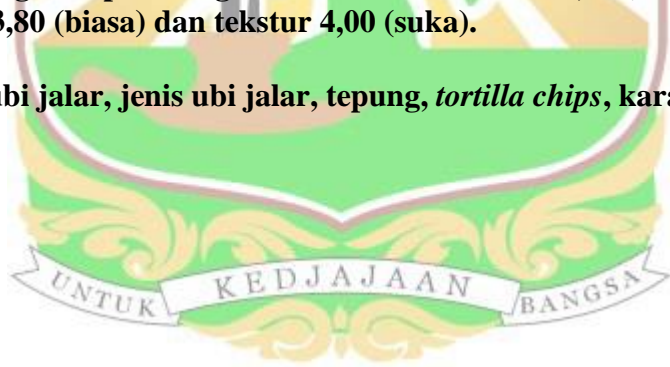 3,80 (biasa) dan tekstur 4,00 (suka).
bi jalar, jenis ubi jalar, tepung, tortilla chips, kara
UNTUK KEDJAJAAN BANGSA